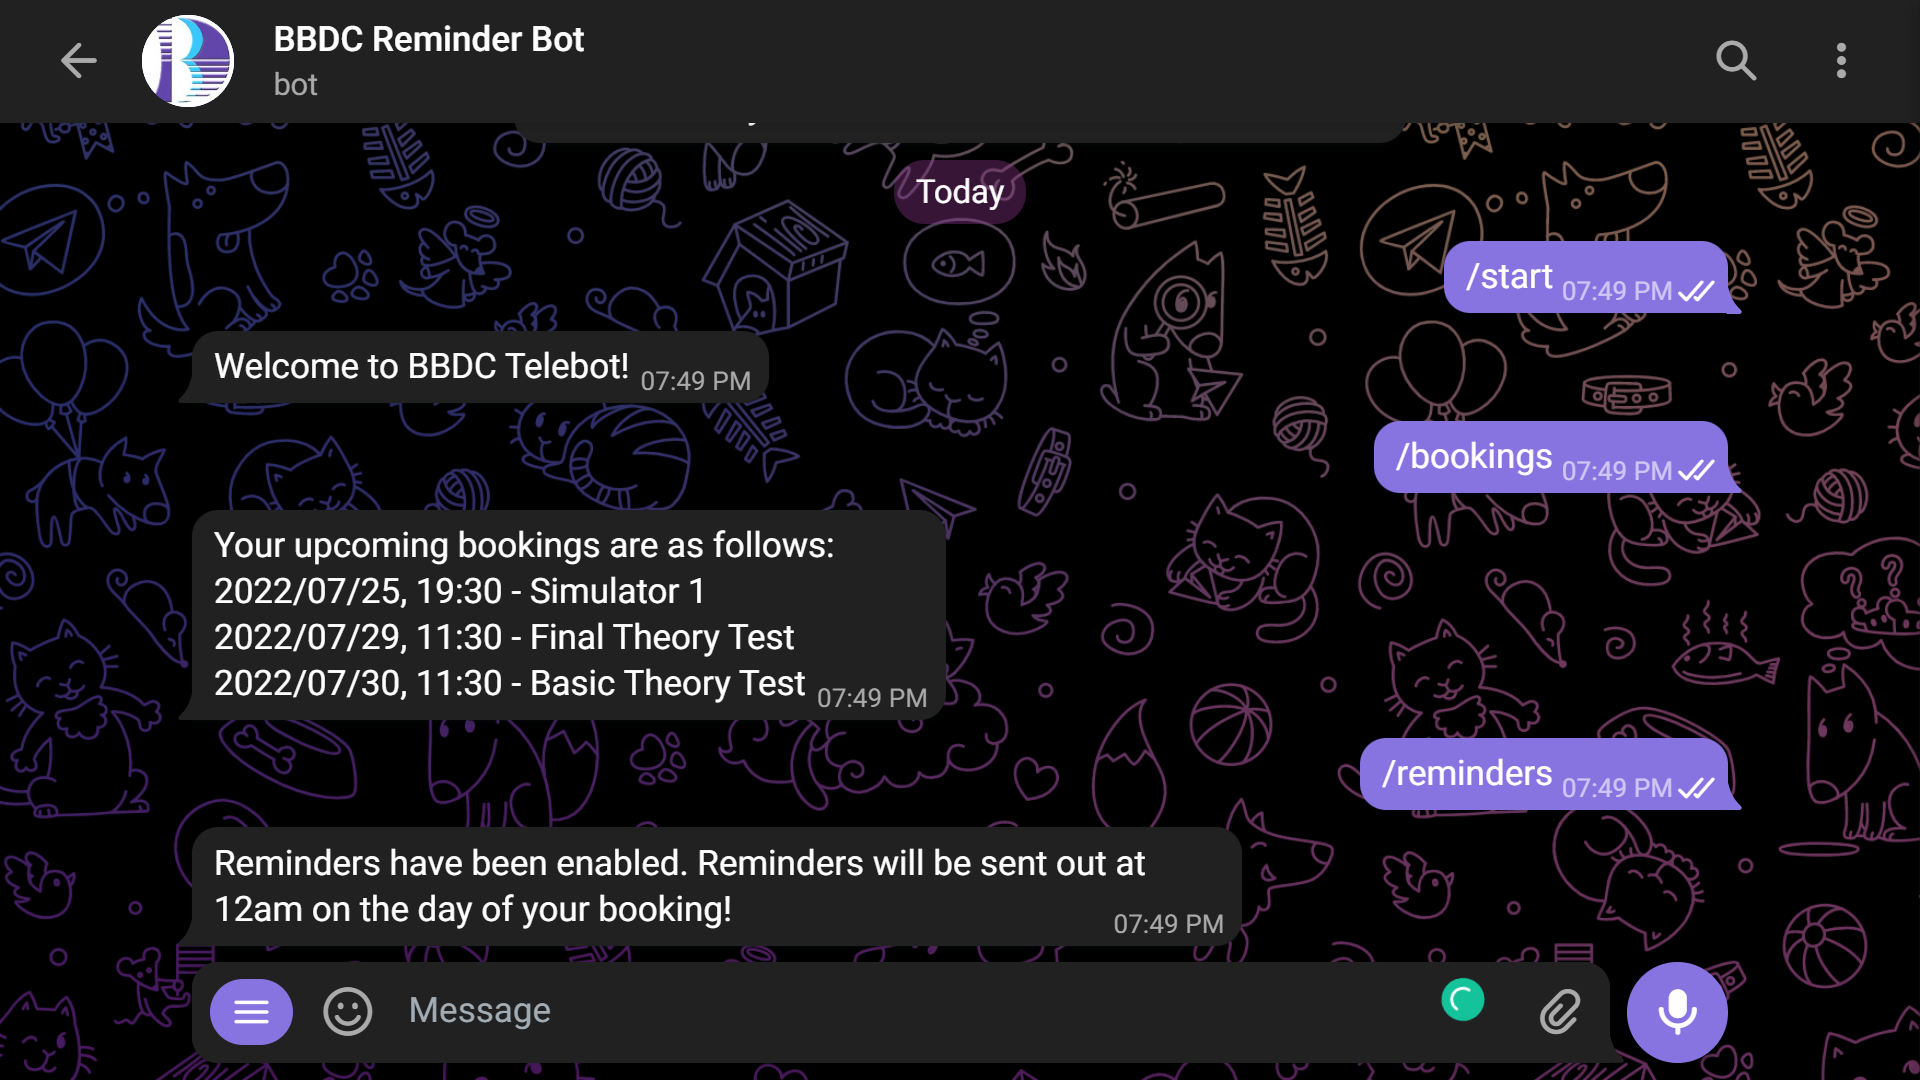 BBDC Reminder Bot
bot
Today
/start 07:49 PM
Welcome to BBDC Telebot! 07:49 PM
/bookings 07:49 PM
Your upcoming bookings are as follows:
2022/07/25, 19:30 - Simulator 1
2022/07/29, 11:30 - Final Theory Test
2022/07/30, 11:30 - Basic Theory Test 07:49 PM
/reminders 07:49 PM
Reminders have been enabled. Reminders will be sent out at
12am on the day of your booking! 07:49 PM
Message